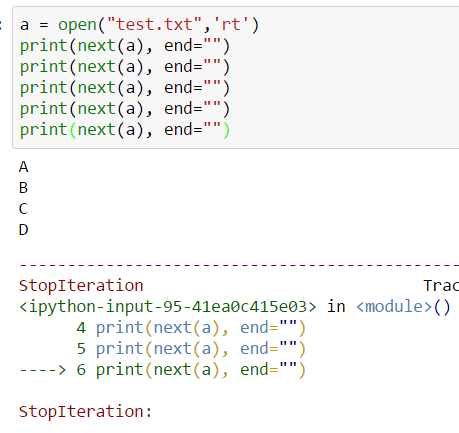 a = open("test.txt",'rt')
print(next(a), end="")
print(next(a), end="")
print(next(a), end="")
print(next(a), end="")
print(next(a), end="")
A
B
C
D
---------------------------------------------
StopIteration Trac
<ipython-input-95-41ea0c415e03> in <module>()
4 print(next(a), end="")
5 print(next(a), end="")
----> 6 print(next(a), end="")
StopIteration: